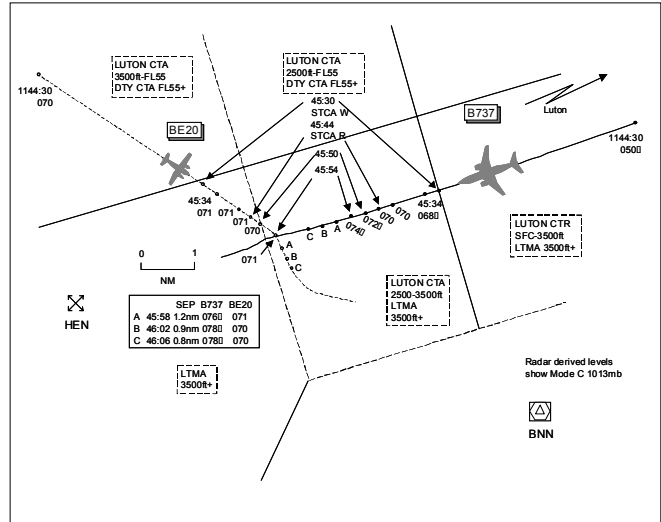 LUTON CTA
3500ft-FL55
DTY CTA FL55+
LUTON CTA
2500ft-FL55
DTY CTA FL55+
1144:30
070
BE20
45:30
STCA W
45:44
STCA R
45:50
45:54
B737
Luton
1144:30
050▯
45:34
071
071
071
070
071
C
B
A
074▯
072▯
070
070
45:34
068▯
A
B
C
LUTON CTR
SFC-3500ft
LTMA 3500ft+
0 1
NM
HEN
SEP B737 BE20
A 45:58 1.2nm 076▯ 071
B 46:02 0.9nm 078▯ 070
C 46:06 0.8nm 078▯ 070
LUTON CTA
2500-3500ft
LTMA
3500ft+
LTMA
3500ft+
Radar derived levels
show Mode C 1013mb
BNN